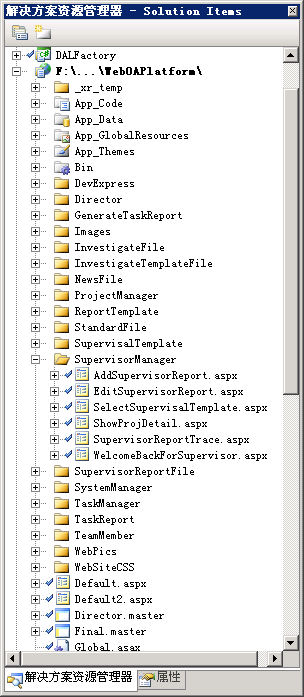 解决方案资源管理器 - Solution Items
DALFactory
F:\...\WebOAPlatform\
_xr_temp
App_Code
App_Data
App_GlobalResources
App_Themes
Bin
DevExpress
Director
GenerateTaskReport
Images
InvestigateFile
InvestigateTemplateFile
NewsFile
ProjectManager
ReportTemplate
StandardFile
SupervisalTemplate
SupervisorManager
AddSupervisorReport.aspx
EditSupervisorReport.aspx
SelectSupervisalTemplate.aspx
ShowProjDetail.aspx
SupervisorReportTrace.aspx
WelcomeBackForSupervisor.aspx
SupervisorReportFile
SystemManager
TaskManager
TaskReport
TeamMember
WebPics
WebSiteCSS
Default.aspx
Default2.aspx
Director.master
Final.master
Global.asax
解决方案资源管理器 属性